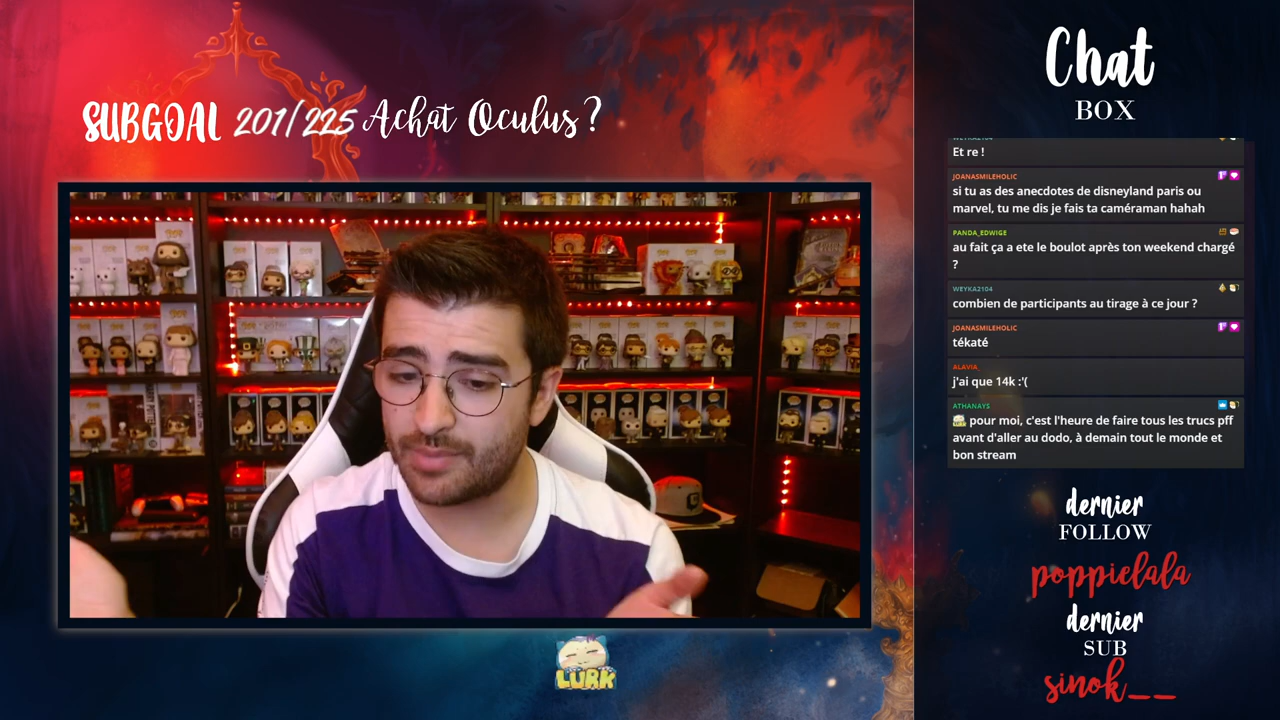 SUBGOAL 201/225 Achat Oculus ?
LURK
Chat
BOX
WEYKA2104
Et re !
JOANASMILEHOLIC
si tu as des anecdotes de disneyland paris ou
marvel, tu me dis je fais ta caméraman hahah
PANDA_EDWIGE
au fait ça a ete le boulot après ton weekend chargé
?
WEYKA2104
combien de participants au tirage à ce jour ?
JOANASMILEHOLIC
tékaté
ALAVIA_
j'ai que 14k :'(
ATHANAYS
pour moi, c'est l'heure de faire tous les trucs pff
avant d'aller au dodo, à demain tout le monde et
bon stream
dernier
FOLLOW
poppielala
dernier
SUB
sinok__